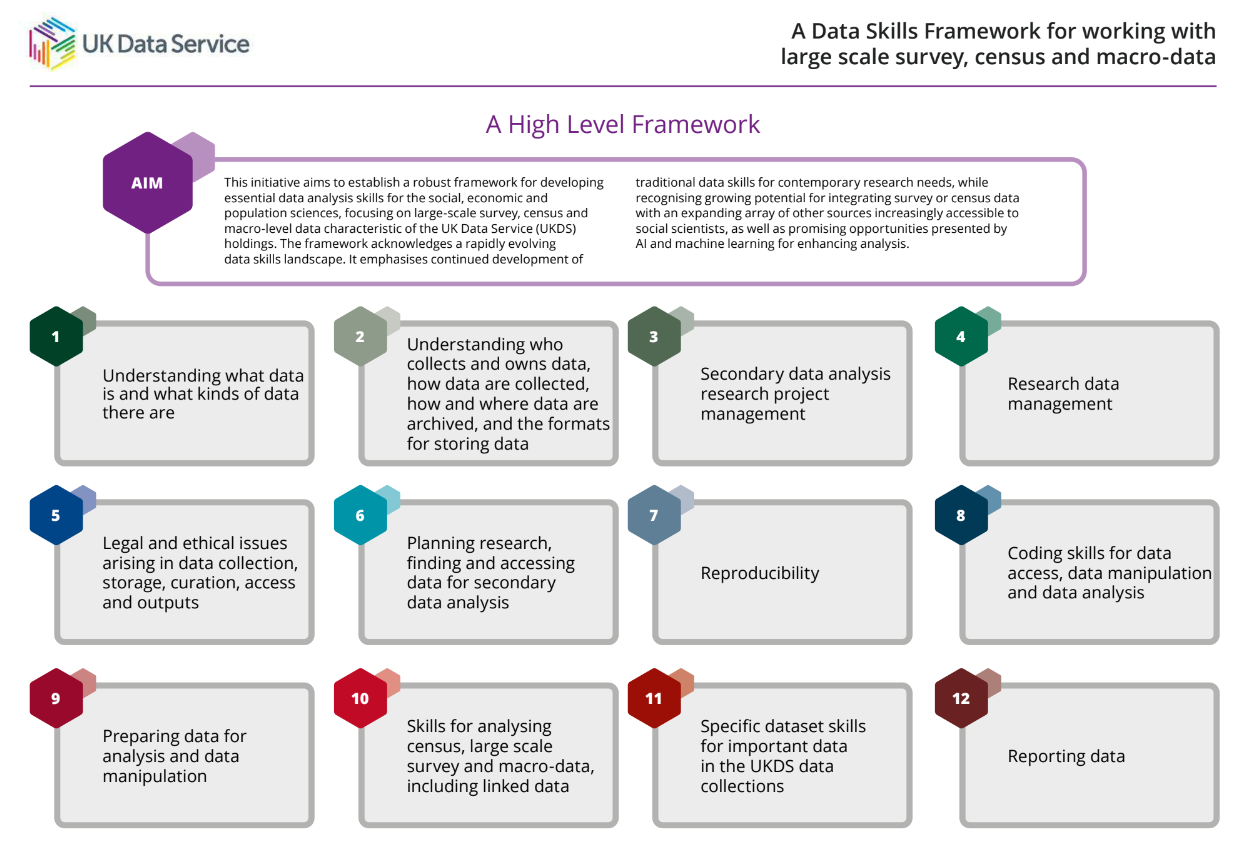 UK Data Service
A Data Skills Framework for working with
large scale survey, census and macro-data
A High Level Framework
AIM
This initiative aims to establish a robust framework for developing
essential data analysis skills for the social, economic and
population sciences, focusing on large-scale survey, census and
macro-level data characteristic of the UK Data Service (UKDS)
holdings. The framework acknowledges a rapidly evolving
data skills landscape. It emphasises continued development of
traditional data skills for contemporary research needs, while
recognising growing potential for integrating survey or census data
with an expanding array of other sources increasingly accessible to
social scientists, as well as promising opportunities presented by
AI and machine learning for enhancing analysis.
1
Understanding what data
is and what kinds of data
there are
2
Understanding who
collects and owns data,
how data are collected,
how and where data are
archived, and the formats
for storing data
3
Secondary data analysis
research project
management
4
Research data
management
5
Legal and ethical issues
arising in data collection,
storage, curation, access
and outputs
6
Planning research,
finding and accessing
data for secondary
data analysis
7
Reproducibility
8
Coding skills for data
access, data manipulation
and data analysis
9
Preparing data for
analysis and data
manipulation
10
Skills for analysing
census, large scale
survey and macro-data,
including linked data
11
Specific dataset skills
for important data
in the UKDS data
collections
12
Reporting data